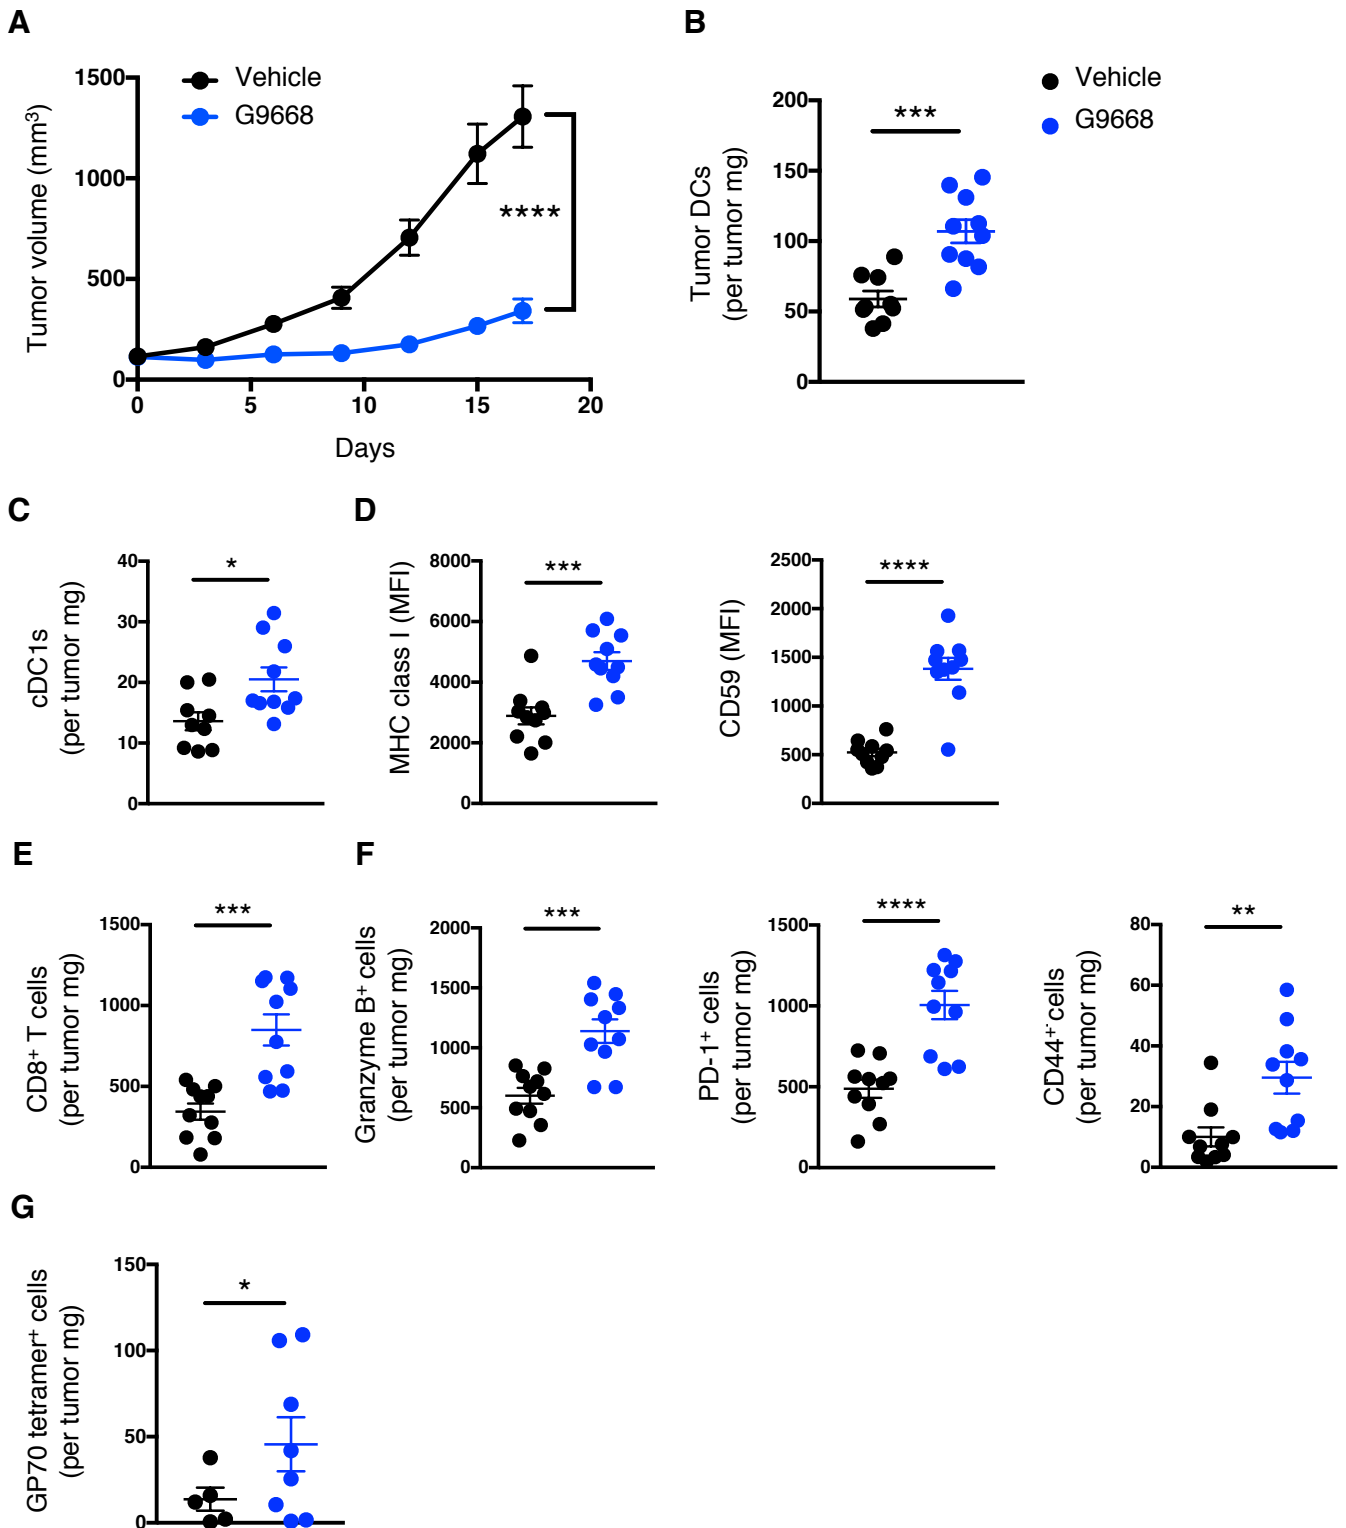 A
Vehicle
G9668
Tumor volume (mm³)
1500
1000
500
0
****
0 5 10 15 20
Days
B
Vehicle
G9668
Tumor DCs
(per tumor mg)
200
150
100
50
0
***
C
cDC1s
(per tumor mg)
40
30
20
10
0
*
D
MHC class I (MFI)
8000
6000
4000
2000
0
***
CD59 (MFI)
2500
2000
1500
1000
500
0
****
E
CD8⁺ T cells
(per tumor mg)
1500
1000
500
0
***
F
Granzyme B⁺ cells
(per tumor mg)
2000
1500
1000
500
0
***
PD-1⁺ cells
(per tumor mg)
1500
1000
500
0
****
CD44⁺ cells
(per tumor mg)
80
60
40
20
0
**
G
GP70 tetramer⁺ cells
(per tumor mg)
150
100
50
0
*